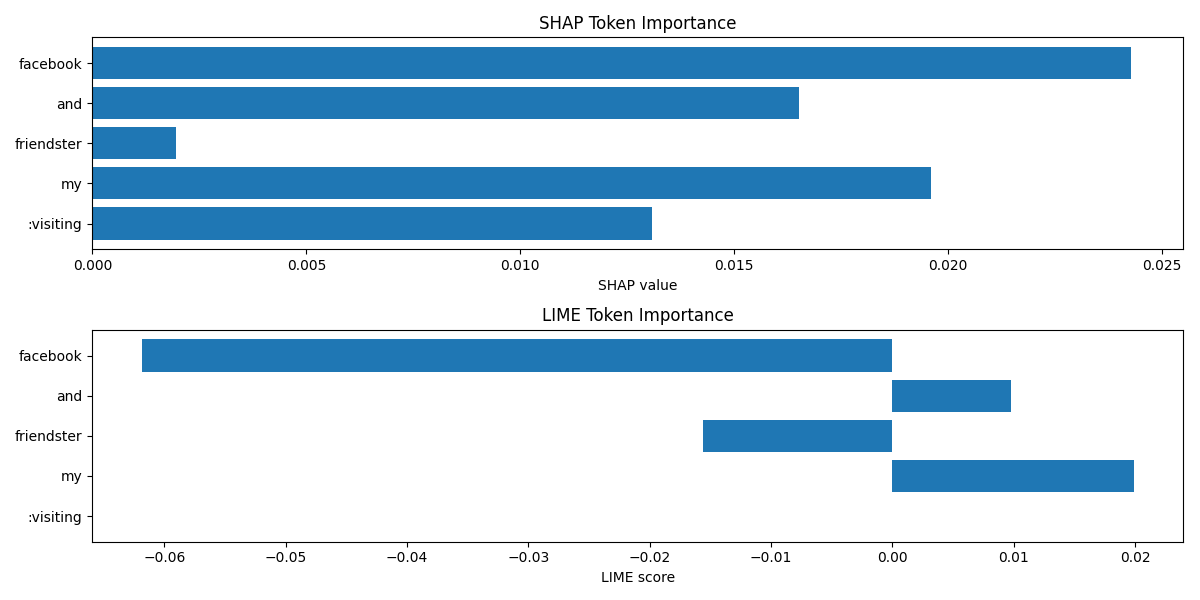 SHAP Token Importance
facebook
and
friendster
my
:visiting
0.000 0.005 0.010 0.015 0.020 0.025
SHAP value
LIME Token Importance
facebook
and
friendster
my
:visiting
−0.06 −0.05 −0.04 −0.03 −0.02 −0.01 0.00 0.01 0.02
LIME score